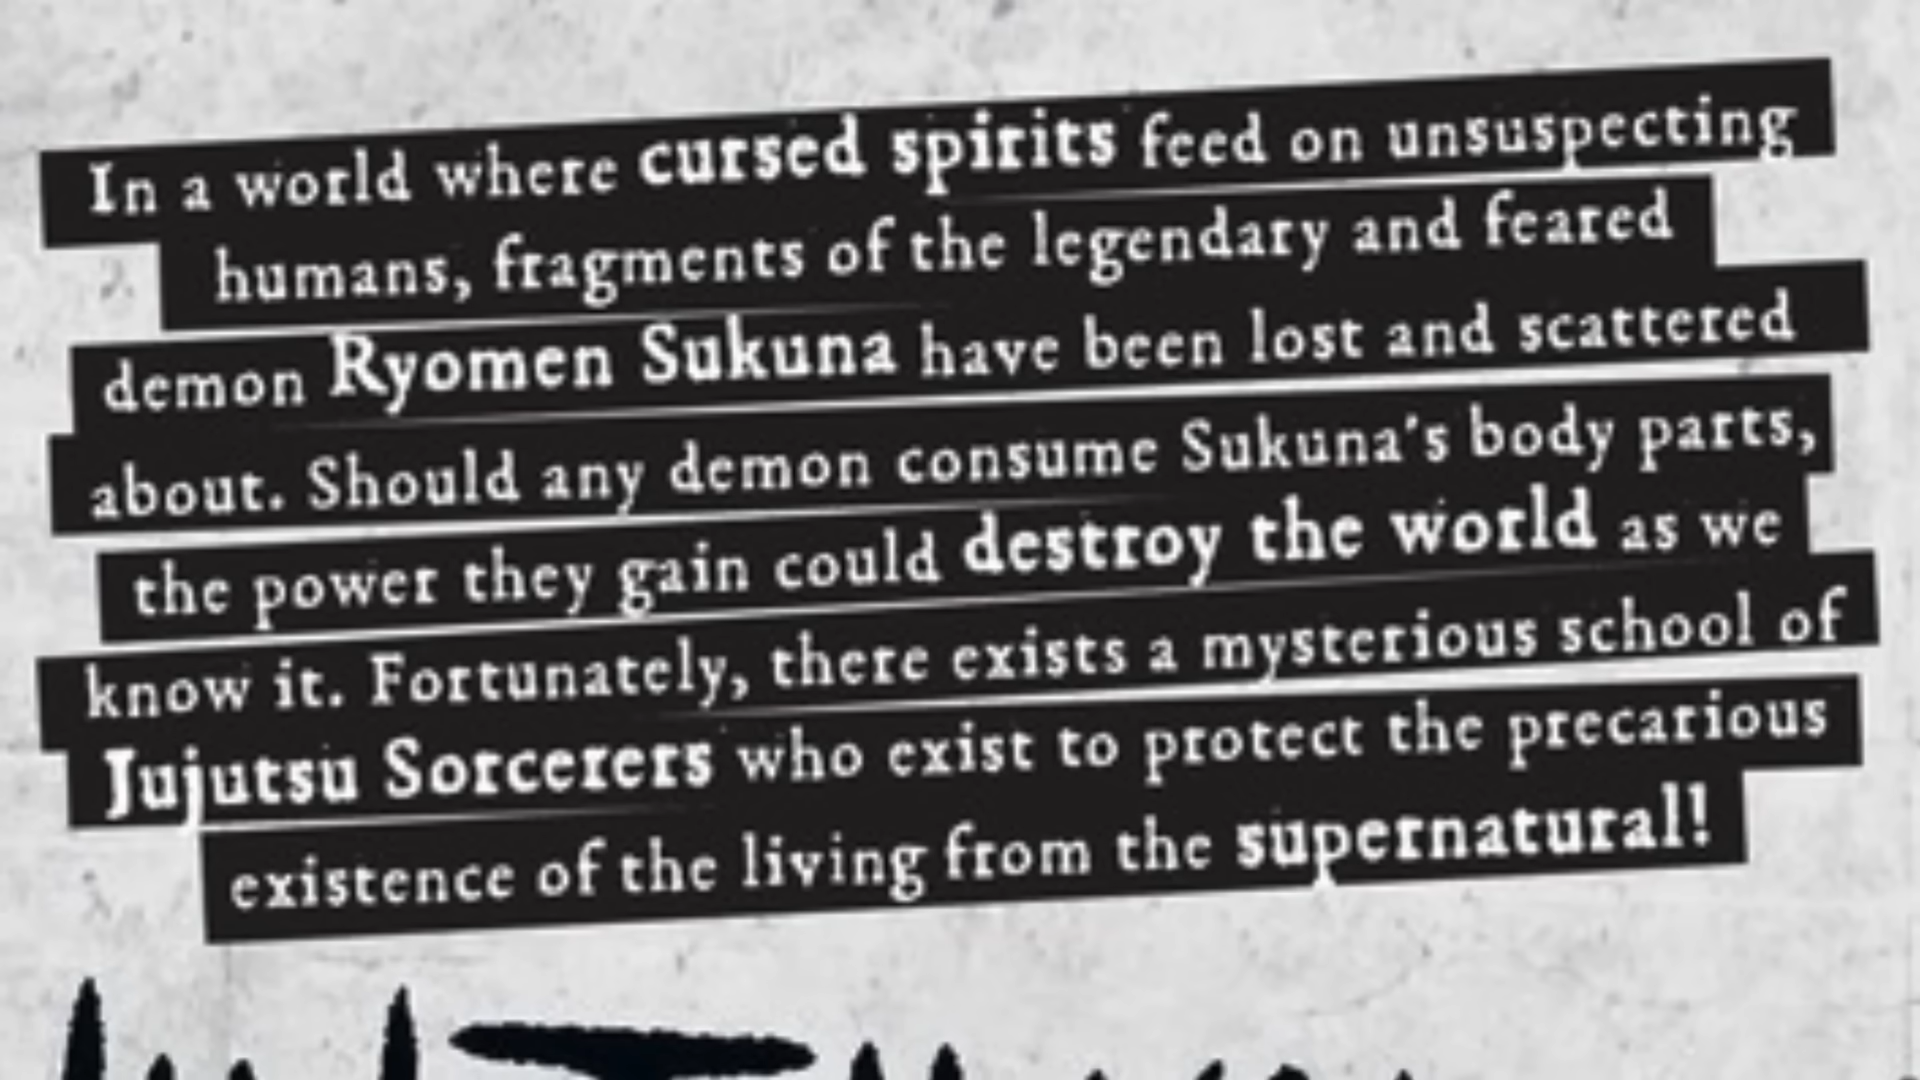 In a world where cursed spirits feed on unsuspecting
humans, fragments of the legendary and feared
demon Ryomen Sukuna have been lost and scattered
about. Should any demon consume Sukuna's body parts,
the power they gain could destroy the world as we
know it. Fortunately, there exists a mysterious school of
Jujutsu Sorcerers who exist to protect the precarious
existence of the living from the supernatural!